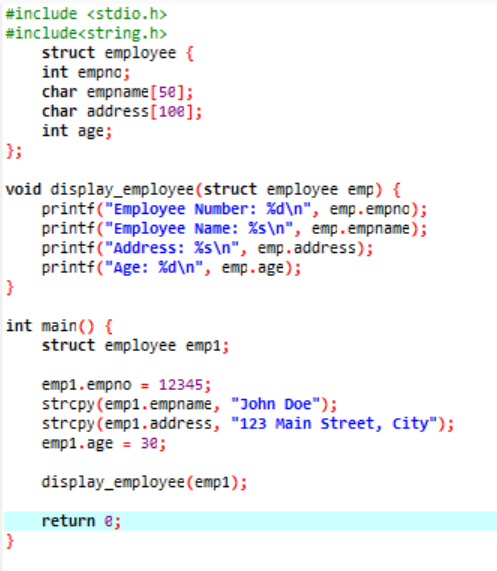 #include <stdio.h>
#include<string.h>
    struct employee {
    int empno;
    char empname[50];
    char address[100];
    int age;
};

void display_employee(struct employee emp) {
    printf("Employee Number: %d\n", emp.empno);
    printf("Employee Name: %s\n", emp.empname);
    printf("Address: %s\n", emp.address);
    printf("Age: %d\n", emp.age);
}

int main() {
    struct employee emp1;

    emp1.empno = 12345;
    strcpy(emp1.empname, "John Doe");
    strcpy(emp1.address, "123 Main Street, City");
    emp1.age = 30;

    display_employee(emp1);

    return 0;
}